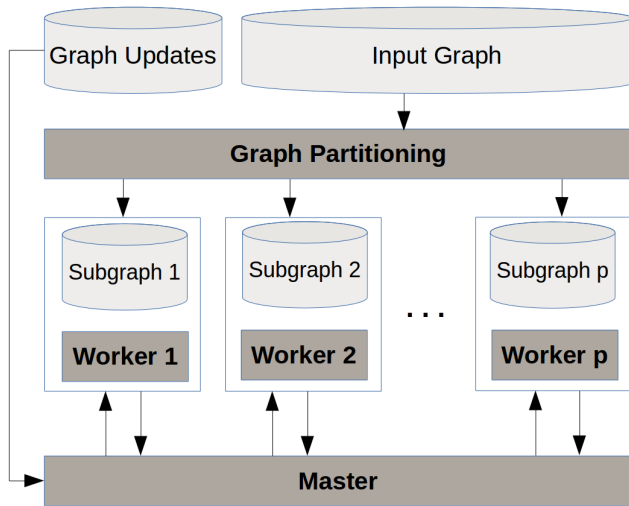 Graph Updates
Input Graph
Graph Partitioning
Subgraph 1
Subgraph 2
Subgraph p
. . .
Worker 1
Worker 2
Worker p
Master